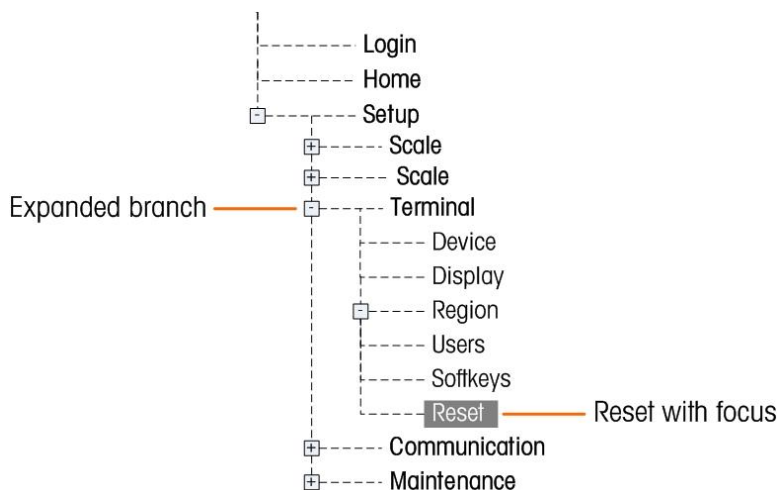 Login
Home
- Setup
+ Scale
+ Scale
Expanded branch - Terminal
Device
Display
- Region
Users
Softkeys
Reset Reset with focus
+ Communication
+ Maintenance